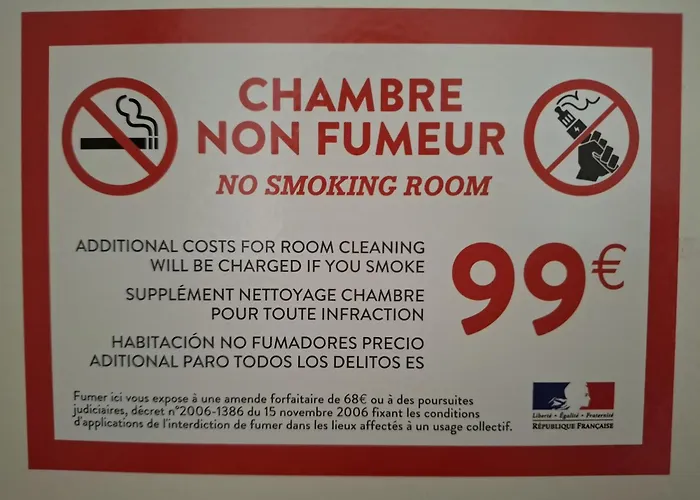 CHAMBRE
NON FUMEUR
NO SMOKING ROOM
ADDITIONAL COSTS FOR ROOM CLEANING
WILL BE CHARGED IF YOU SMOKE
SUPPLÉMENT NETTOYAGE CHAMBRE
POUR TOUTE INFRACTION
HABITACIÓN NO FUMADORES PRECIO
ADITIONAL PARO TODOS LOS DELITOS ES
99€
Fumer ici vous expose à une amende forfaitaire de 68€ ou à des poursuites
judiciaires, décret n°2006-1386 du 15 novembre 2006 fixant les conditions
d'applications de l'interdiction de fumer dans les lieux affectés à un usage collectif.
Liberté • Égalité • Fraternité
RÉPUBLIQUE FRANÇAISE